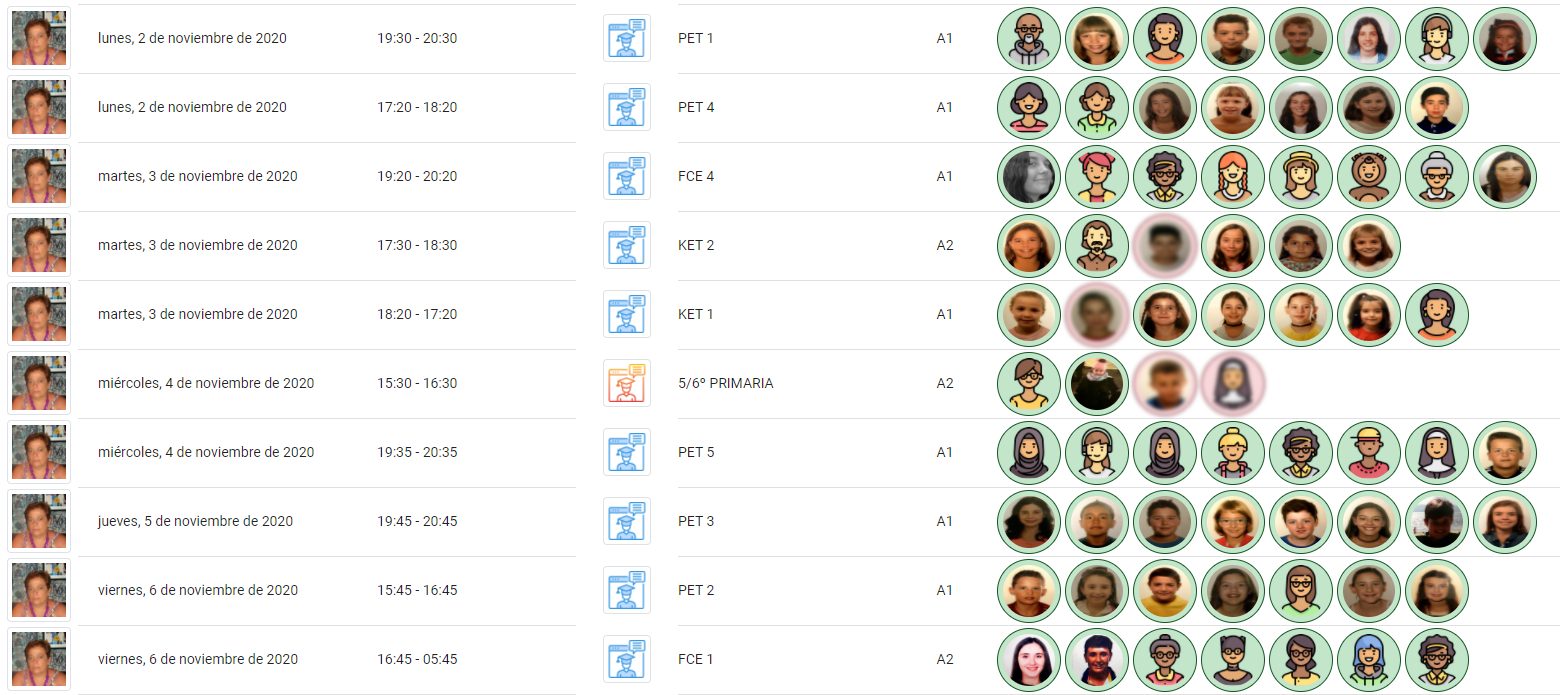 lunes, 2 de noviembre de 2020 19:30 - 20:30 PET 1 A1
lunes, 2 de noviembre de 2020 17:20 - 18:20 PET 4 A1
martes, 3 de noviembre de 2020 19:20 - 20:20 FCE 4 A1
martes, 3 de noviembre de 2020 17:30 - 18:30 KET 2 A2
martes, 3 de noviembre de 2020 18:20 - 17:20 KET 1 A1
miércoles, 4 de noviembre de 2020 15:30 - 16:30 5/6º PRIMARIA A2
miércoles, 4 de noviembre de 2020 19:35 - 20:35 PET 5 A1
jueves, 5 de noviembre de 2020 19:45 - 20:45 PET 3 A1
viernes, 6 de noviembre de 2020 15:45 - 16:45 PET 2 A1
viernes, 6 de noviembre de 2020 16:45 - 05:45 FCE 1 A2